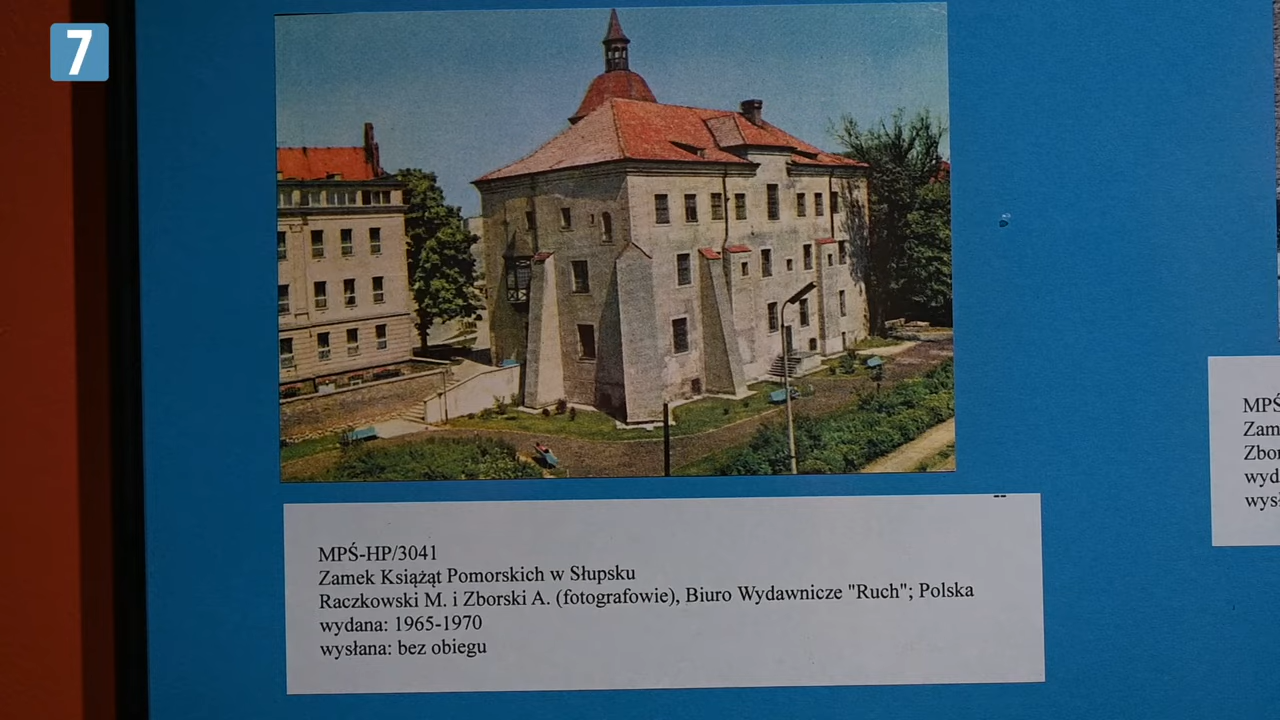 7
MPŚ-HP/3041
Zamek Książąt Pomorskich w Słupsku
Raczkowski M. i Zborski A. (fotografowie), Biuro Wydawnicze "Ruch"; Polska
wydana: 1965-1970
wysłana: bez obiegu
MPŚ
Zam
Zbor
wyd
wys